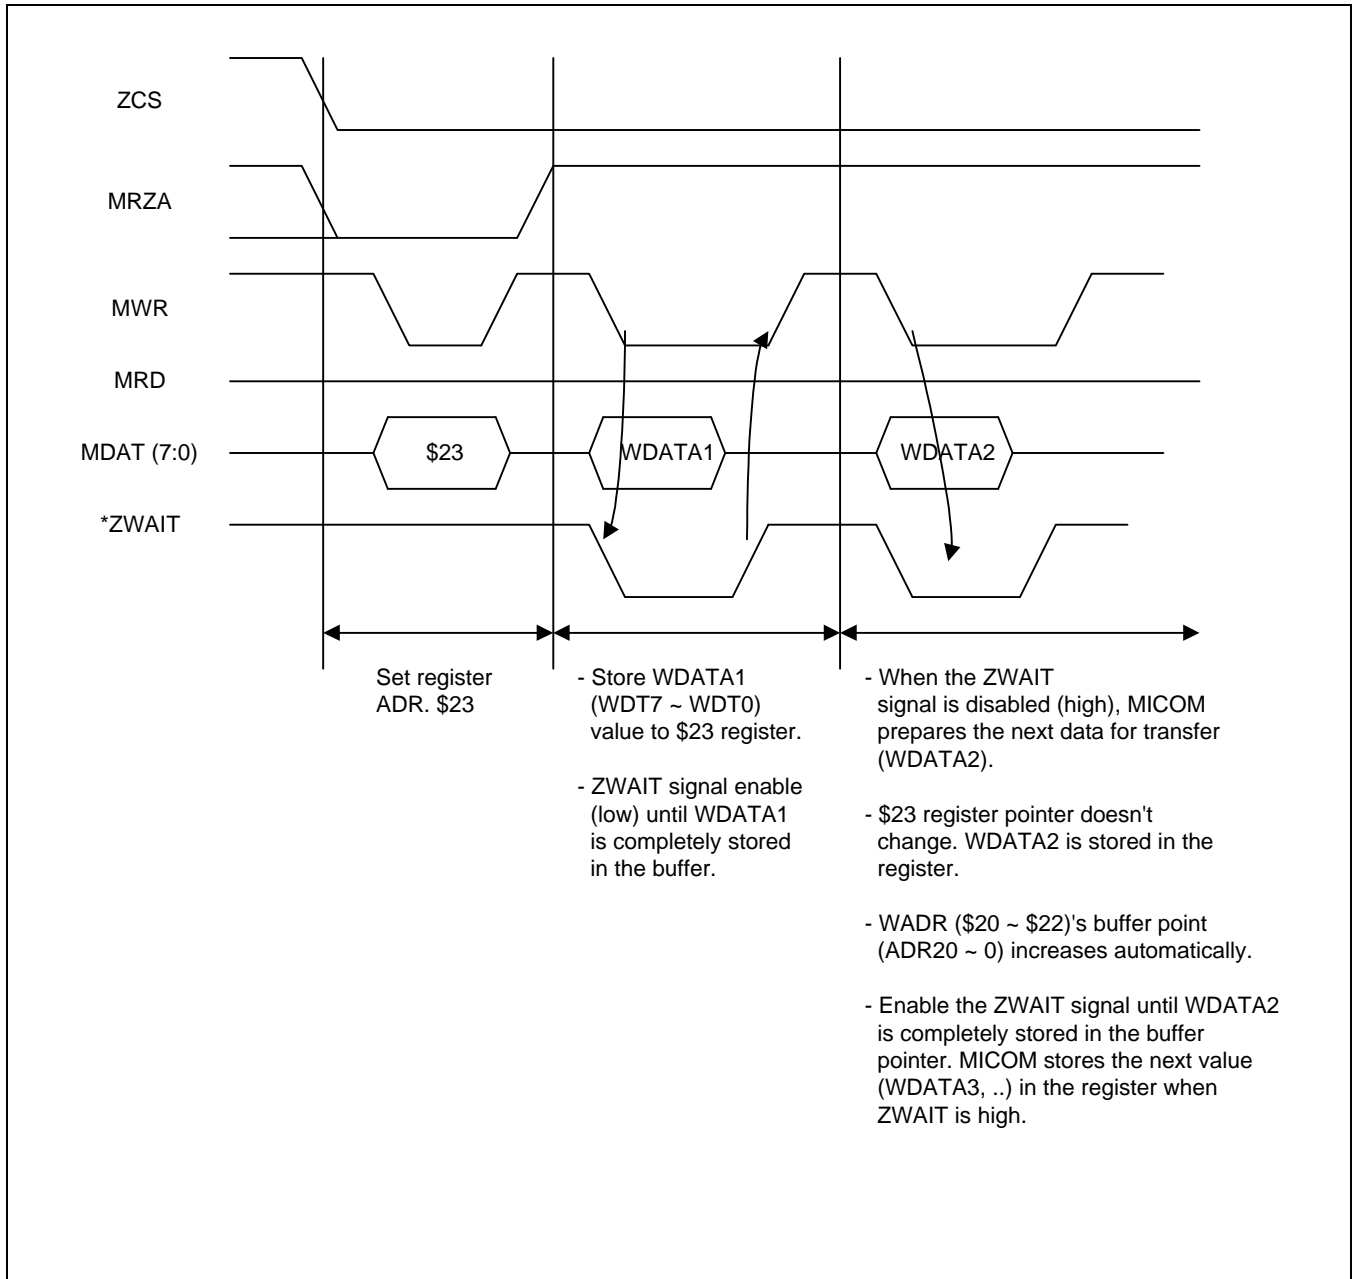 ZCS
MRZA
MWR
MRD
MDAT (7:0)
$23
WDATA1
WDATA2
*ZWAIT
Set register
ADR. $23
- Store WDATA1
(WDT7 ~ WDT0)
value to $23 register.
- ZWAIT signal enable
(low) until WDATA1
is completely stored
in the buffer.
- When the ZWAIT
signal is disabled (high), MICOM
prepares the next data for transfer
(WDATA2).
- $23 register pointer doesn't
change. WDATA2 is stored in the
register.
- WADR ($20 ~ $22)'s buffer point
(ADR20 ~ 0) increases automatically.
- Enable the ZWAIT signal until WDATA2
is completely stored in the buffer
pointer. MICOM stores the next value
(WDATA3, ..) in the register when
ZWAIT is high.